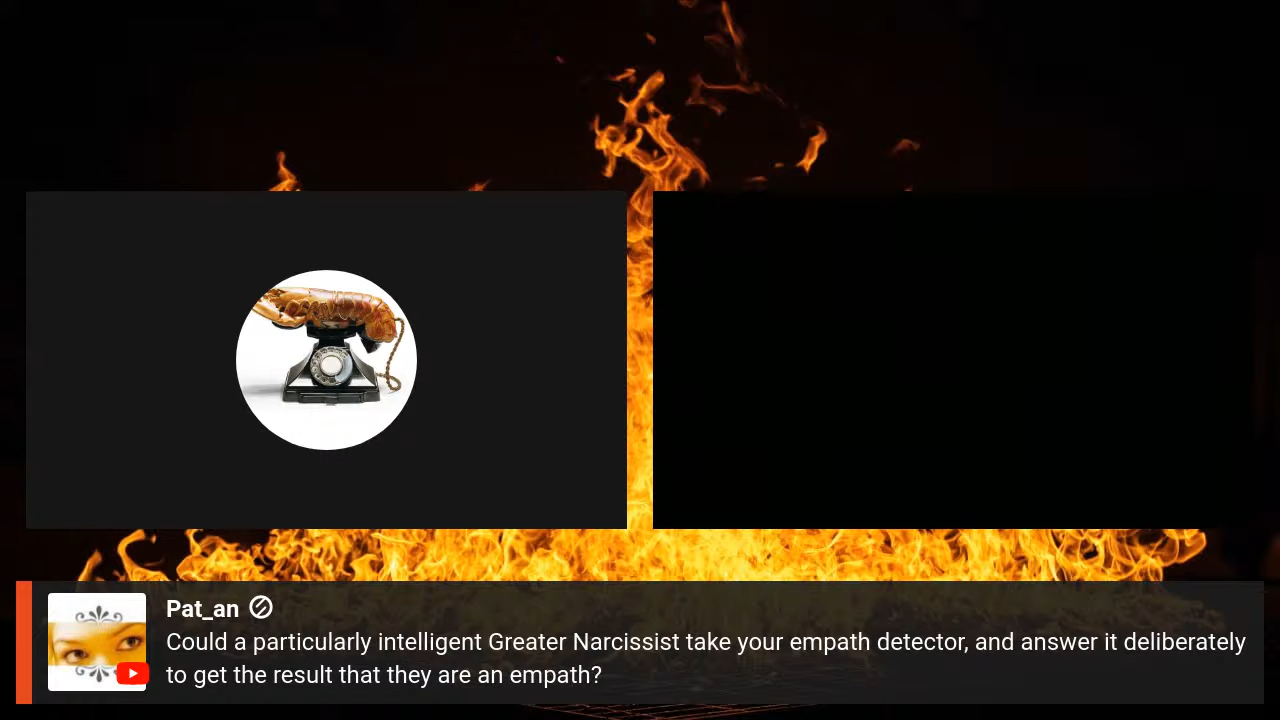 Pat_an
Could a particularly intelligent Greater Narcissist take your empath detector, and answer it deliberately
to get the result that they are an empath?